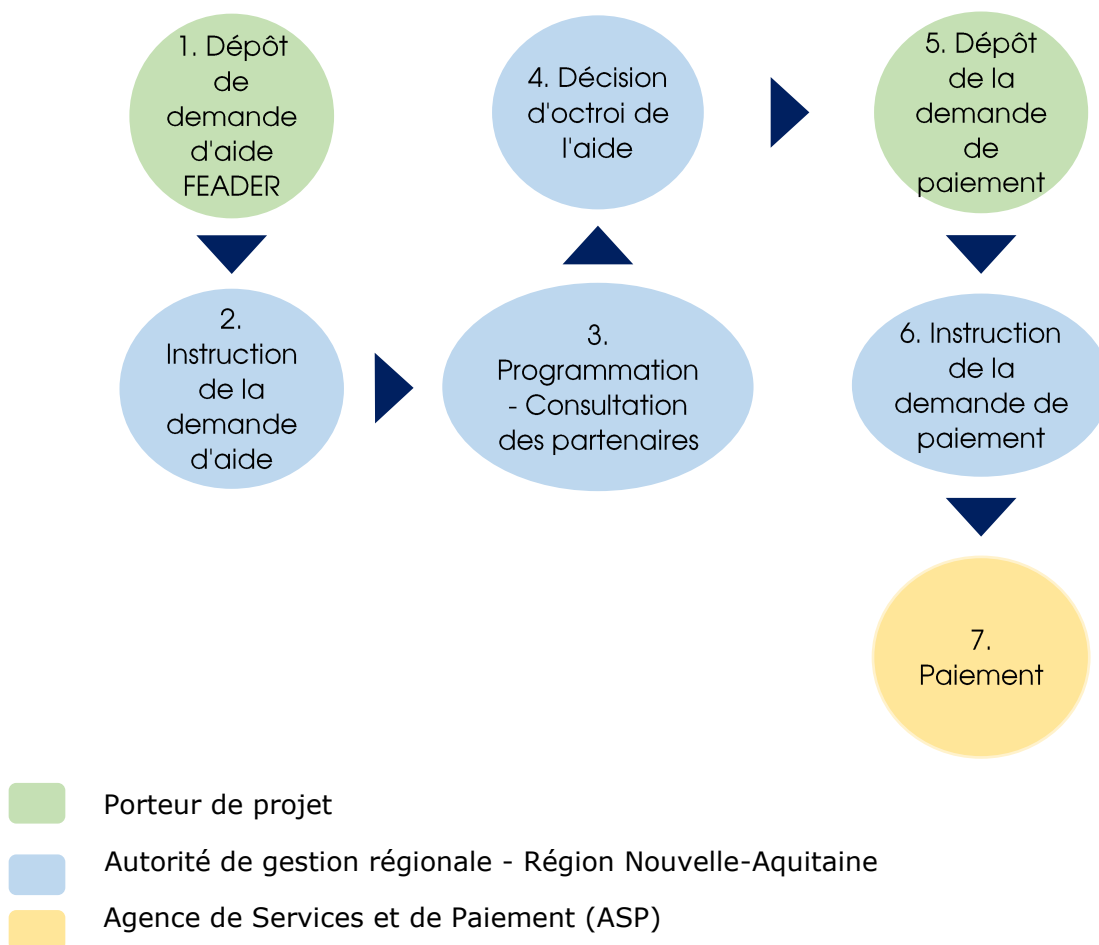 1. Dépôt
de
demande
d'aide
FEADER
2.
Instruction
de la
demande
d'aide
3.
Programmation
- Consultation
des partenaires
4. Décision
d'octroi de
l'aide
5. Dépôt
de la
demande
de
paiement
6. Instruction
de la
demande de
paiement
7.
Paiement
Porteur de projet
Autorité de gestion régionale - Région Nouvelle-Aquitaine
Agence de Services et de Paiement (ASP)